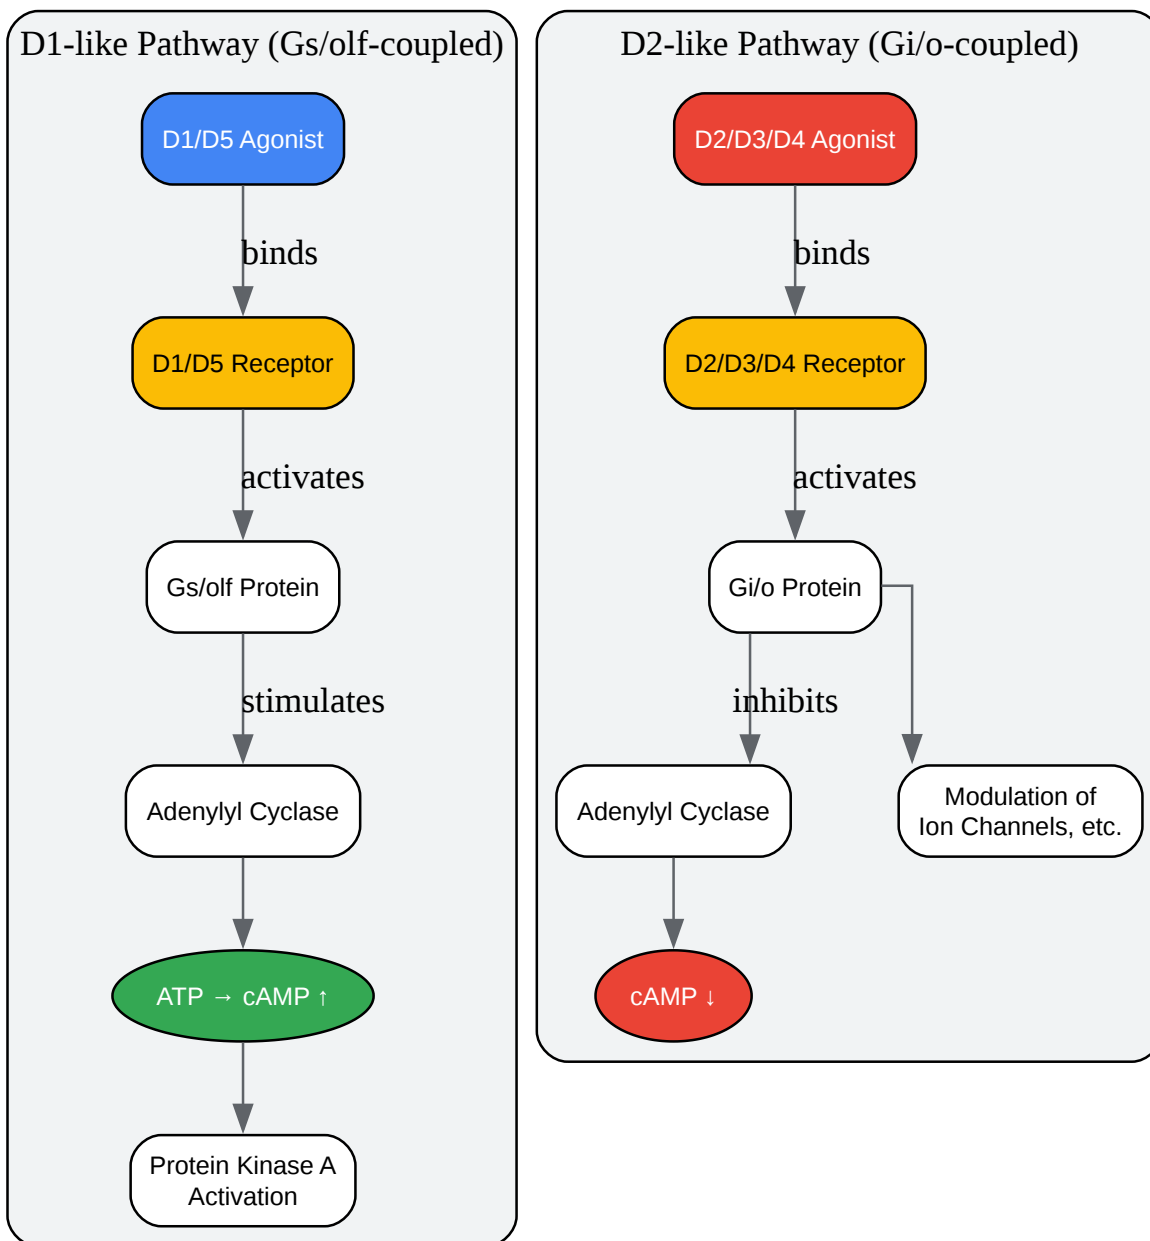 D1-like Pathway (Gs/olf-coupled)
D1/D5 Agonist
binds
D1/D5 Receptor
activates
Gs/olf Protein
stimulates
Adenylyl Cyclase
ATP → cAMP ↑
Protein Kinase A
Activation
D2-like Pathway (Gi/o-coupled)
D2/D3/D4 Agonist
binds
D2/D3/D4 Receptor
activates
Gi/o Protein
inhibits
Adenylyl Cyclase
Modulation of
Ion Channels, etc.
cAMP ↓